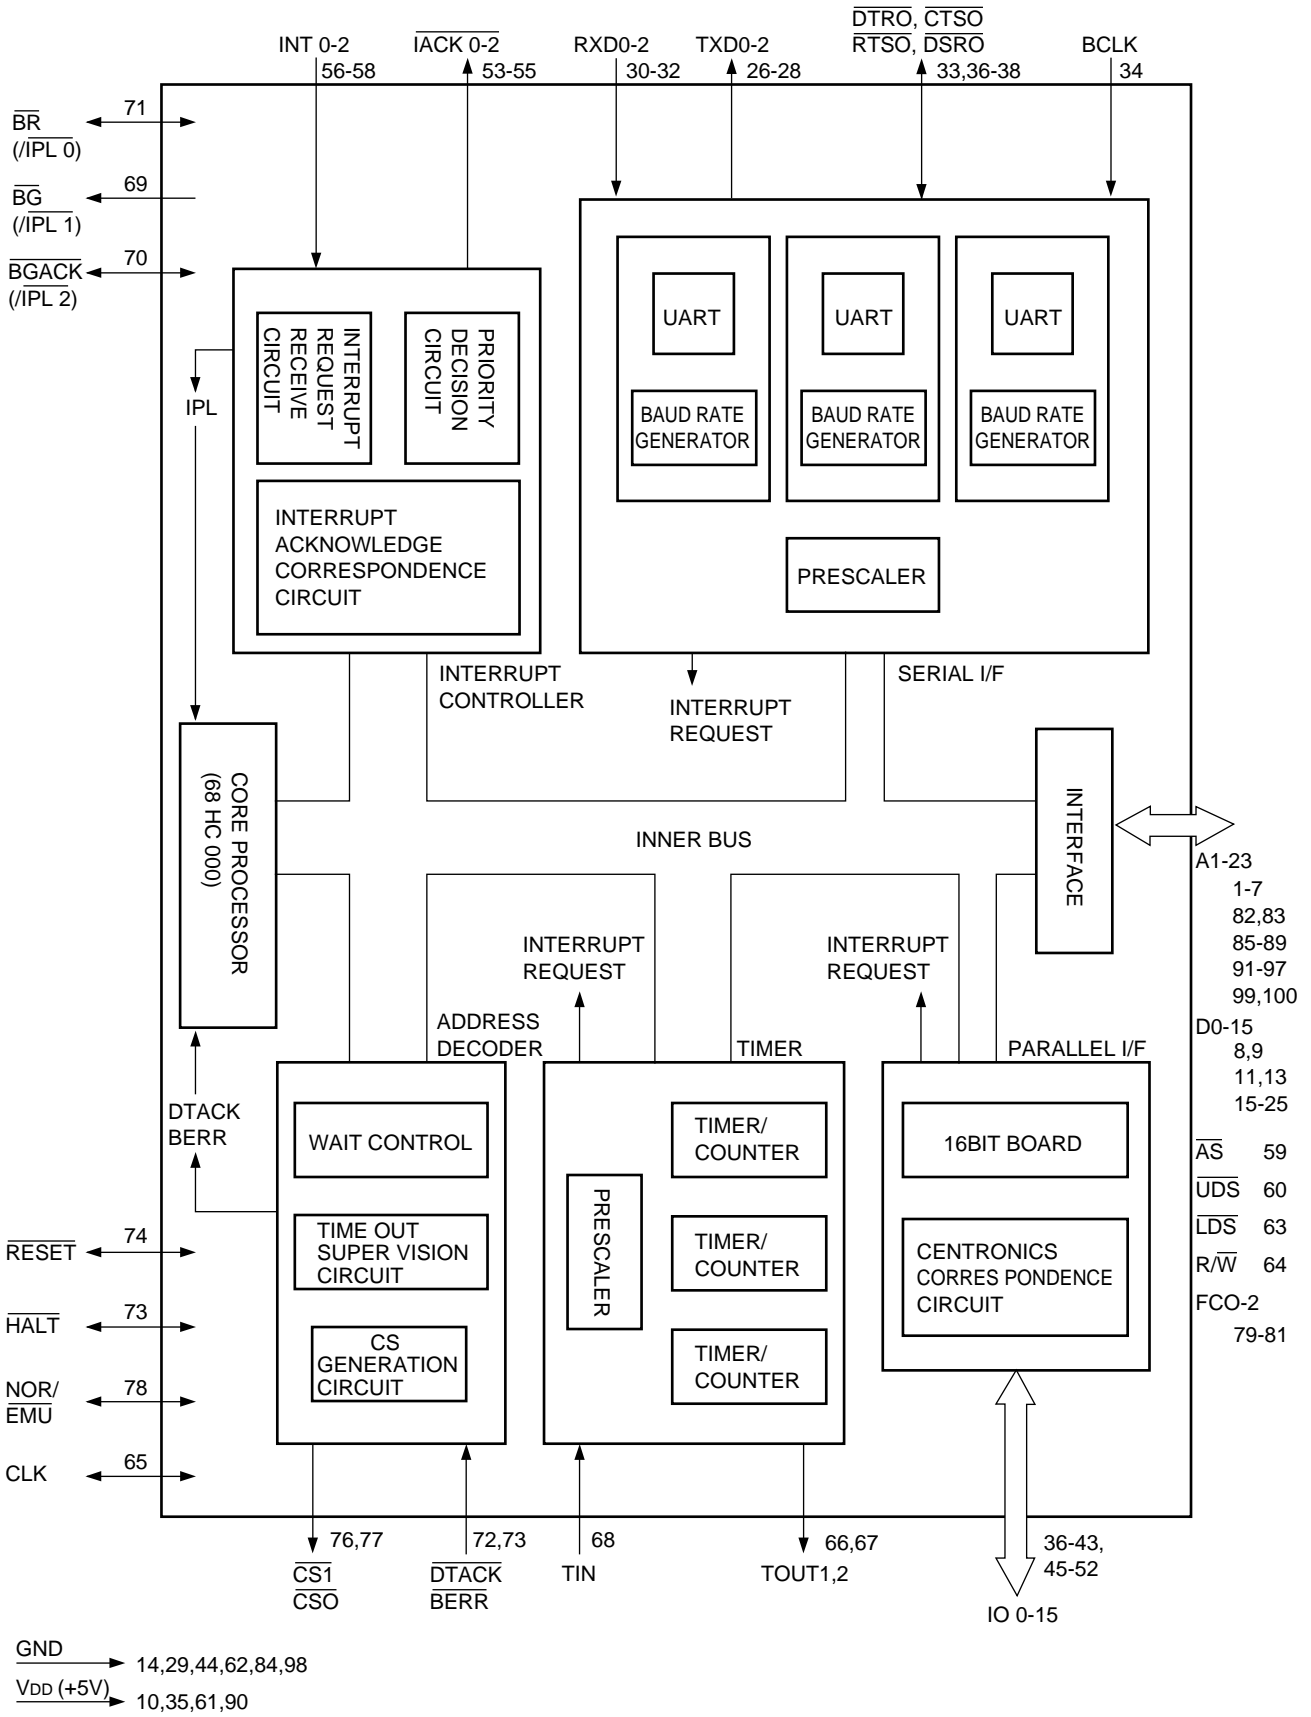 DTRO, CTSO
INT 0-2
IACK 0-2
RXD0-2
TXD0-2
RTSO, DSRO
BCLK
56-58
53-55
30-32
26-28
33,36-38
34
71
BR
(/IPL 0)
69
BG
(/IPL 1)
70
BGACK
(/IPL 2)
INTERRUPT
REQUEST
RECEIVE
CIRCUIT
PRIORITY
DECISION
CIRCUIT
UART
UART
UART
IPL
BAUD RATE
GENERATOR
BAUD RATE
GENERATOR
BAUD RATE
GENERATOR
INTERRUPT
ACKNOWLEDGE
CORRESPONDENCE
CIRCUIT
PRESCALER
INTERRUPT
CONTROLLER
SERIAL I/F
INTERRUPT
REQUEST
CORE PROCESSOR
(68 HC 000)
INNER BUS
INTERFACE
A1-23
1-7
82,83
85-89
91-97
99,100
D0-15
8,9
11,13
15-25
AS 59
UDS 60
LDS 63
R/W 64
FCO-2
79-81
INTERRUPT
REQUEST
INTERRUPT
REQUEST
ADDRESS
DECODER
TIMER
PARALLEL I/F
DTACK
BERR
WAIT CONTROL
TIME OUT
SUPER VISION
CIRCUIT
CS
GENERATION
CIRCUIT
PRESCALER
TIMER/
COUNTER
TIMER/
COUNTER
TIMER/
COUNTER
16BIT BOARD
CENTRONICS
CORRES PONDENCE
CIRCUIT
74
RESET
73
HALT
78
NOR/
EMU
65
CLK
76,77
CS1
CSO
72,73
DTACK
BERR
68
TIN
66,67
TOUT1,2
36-43,
45-52
IO 0-15
GND
14,29,44,62,84,98
VDD (+5V)
10,35,61,90